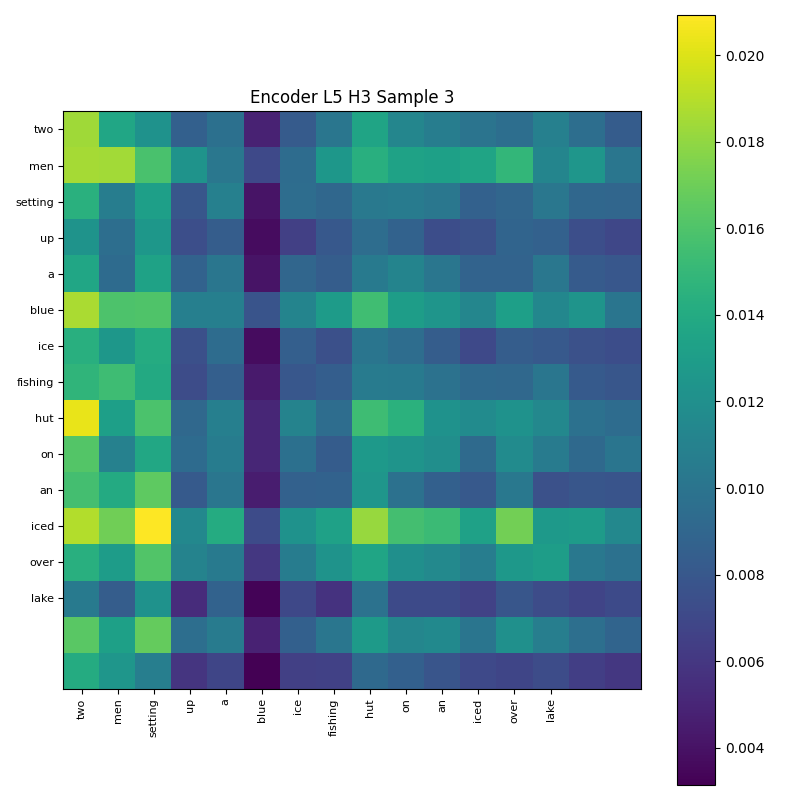 Encoder L5 H3 Sample 3
two
men
setting
up
a
blue
ice
fishing
hut
on
an
iced
over
lake
two
men
setting
up
a
blue
ice
fishing
hut
on
an
iced
over
lake
0.020
0.018
0.016
0.014
0.012
0.010
0.008
0.006
0.004